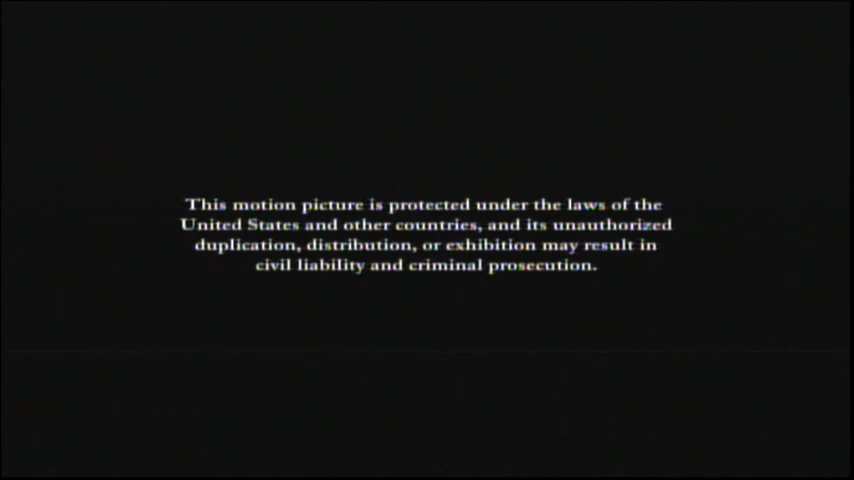 This motion picture is protected under the laws of the
United States and other countries, and its unauthorized
duplication, distribution, or exhibition may result in
civil liability and criminal prosecution.